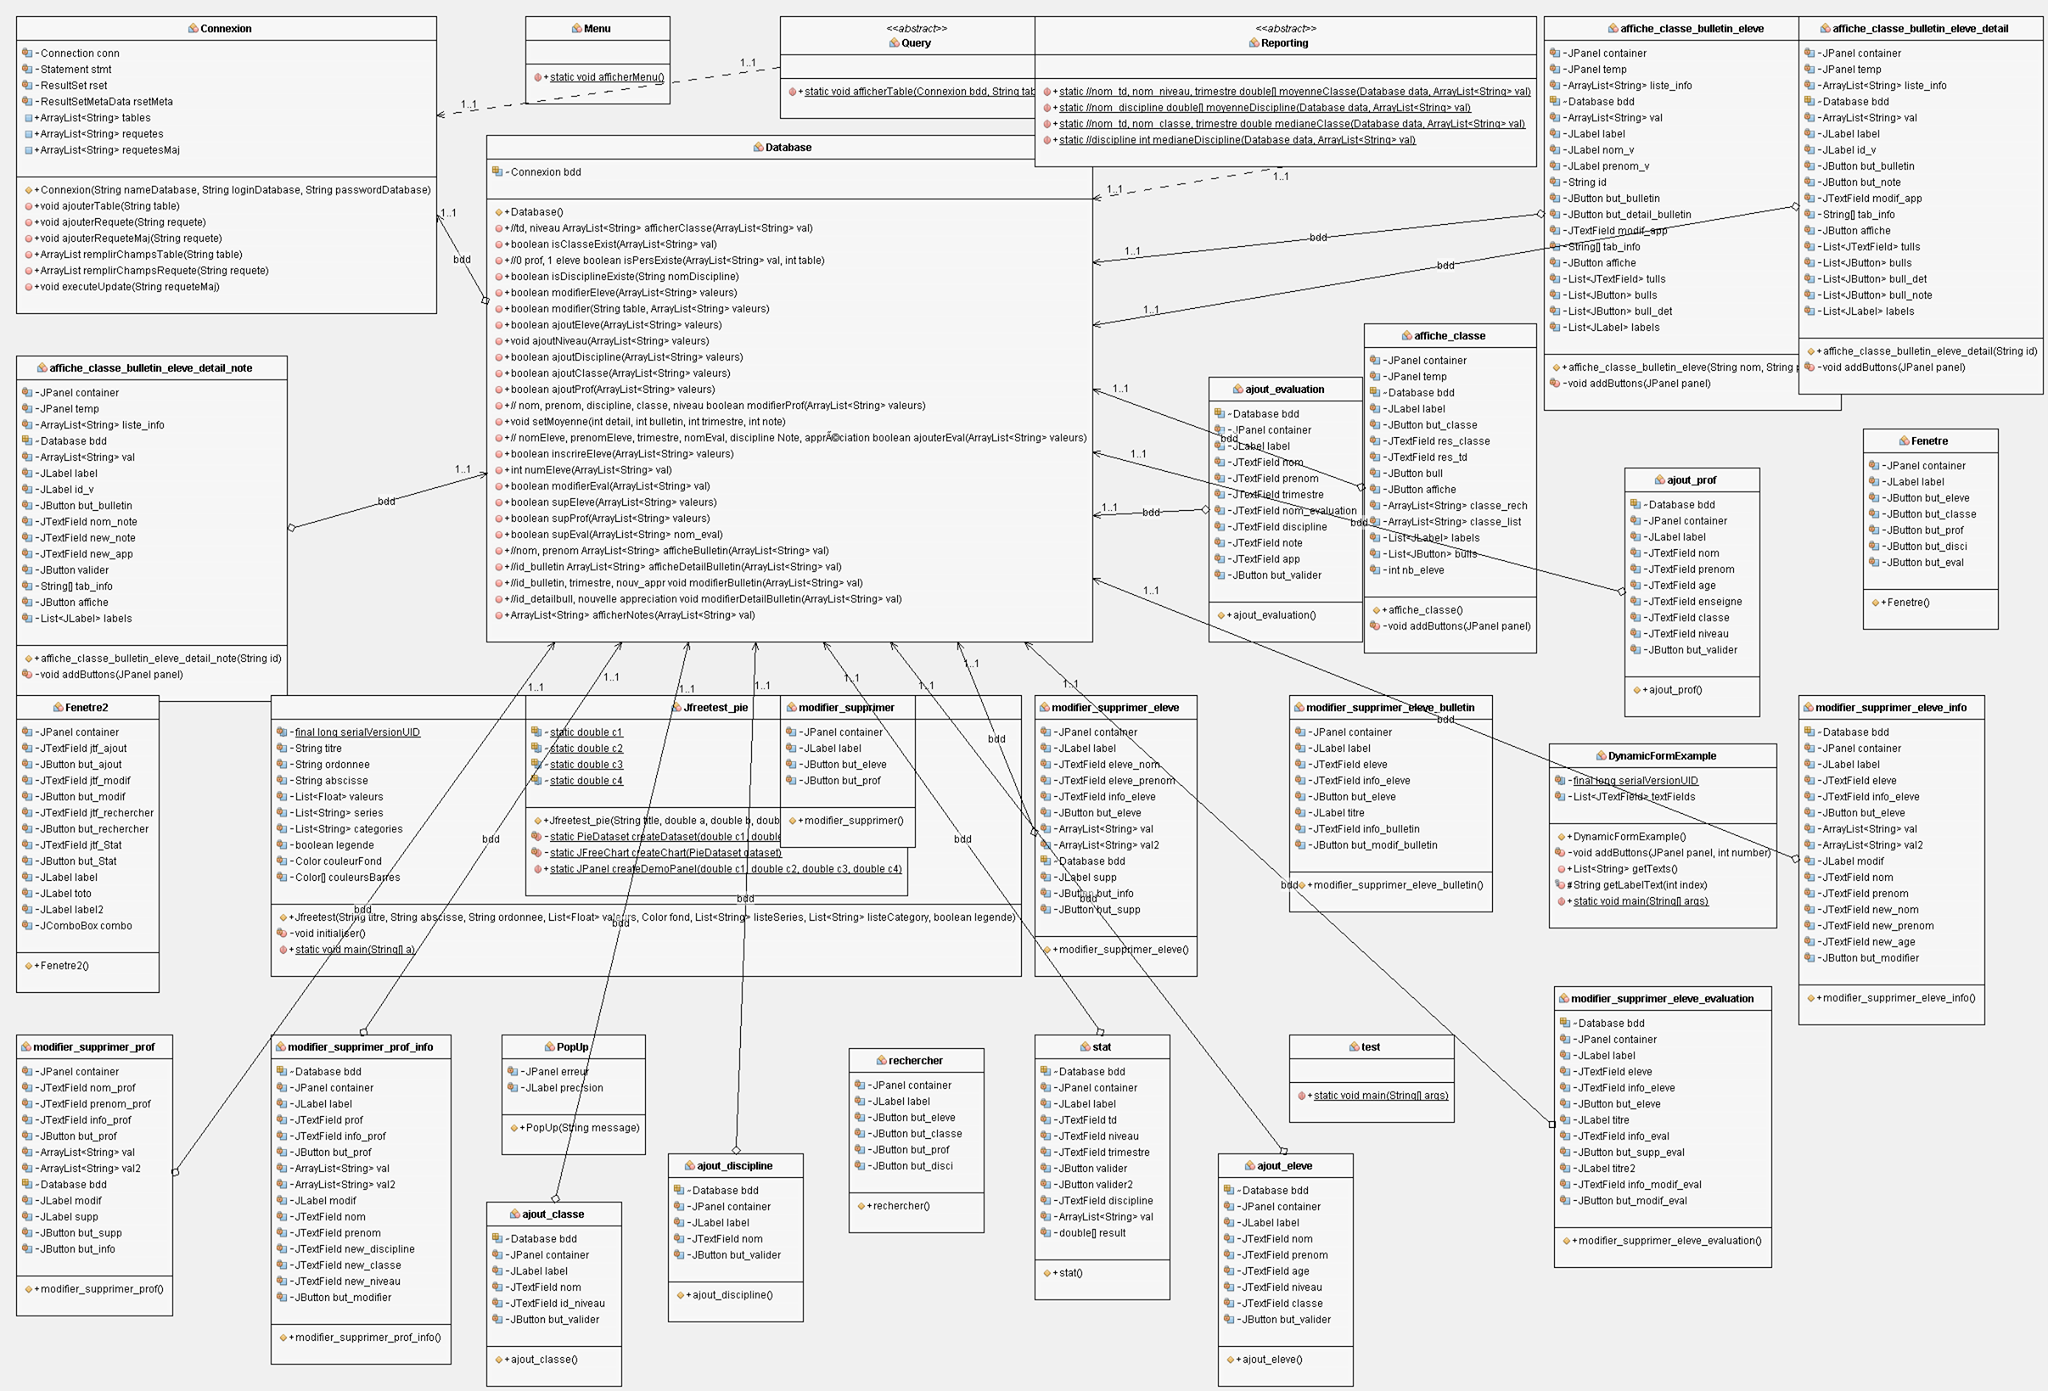 Connexion
- Connection conn
- Statement stmt
- ResultSet rset
- ResultSetMetaData rsetMeta
+ ArrayList<String> tables
+ ArrayList<String> requetes
+ ArrayList<String> requetesMaj
+ Connexion(String nameDatabase, String loginDatabase, String passwordDatabase)
+ void ajouterTable(String table)
+ void ajouterRequete(String requete)
+ void ajouterRequeteMaj(String requete)
+ ArrayList remplirChampsTable(String table)
+ ArrayList remplirChampsRequete(String requete)
+ void executeUpdate(String requeteMaj)
Menu
+ static void afficherMenu()
<<abstract>>
Query
+ static void afficherTable(Connexion bdd, String tab
<<abstract>>
Reporting
+ static //nom_td, nom_niveau, trimestre double[] moyenneClasse(Database data, ArrayList<String> val)
+ static //nom_discipline double[] moyenneDiscipline(Database data, ArrayList<String> val)
+ static //nom_td, nom_classe, trimestre double medianeClasse(Database data, ArrayList<String> val)
+ static //discipline int medianeDiscipline(Database data, ArrayList<String> val)
1..1
1..1
1..1
1..1
Database
~ Connexion bdd
+ Database()
+ //td, niveau ArrayList<String> afficherClasse(ArrayList<String> val)
+ boolean isClasseExist(ArrayList<String> val)
+ //0 prof, 1 eleve boolean isPersExiste(ArrayList<String> val, int table)
+ boolean isDisciplineExiste(String nomDiscipline)
+ boolean modifierEleve(ArrayList<String> valeurs)
+ boolean modifier(String table, ArrayList<String> valeurs)
+ boolean ajoutEleve(ArrayList<String> valeurs)
+ void ajoutNiveau(ArrayList<String> valeurs)
+ boolean ajoutDiscipline(ArrayList<String> valeurs)
+ boolean ajoutClasse(ArrayList<String> valeurs)
+ boolean ajoutProf(ArrayList<String> valeurs)
+ // nom, prenom, discipline, classe, niveau boolean modifierProf(ArrayList<String> valeurs)
+ void setMoyenne(int detail, int bulletin, int trimestre, int note)
+ // nomEleve, prenomEleve, trimestre, nomEval, discipline Note, apprÃ©ciation boolean ajouterEval(ArrayList<String> valeurs)
+ boolean inscrireEleve(ArrayList<String> valeurs)
+ int numEleve(ArrayList<String> val)
+ boolean modifierEval(ArrayList<String> val)
+ boolean supEleve(ArrayList<String> valeurs)
+ boolean supProf(ArrayList<String> valeurs)
+ boolean supEval(ArrayList<String> nom_eval)
+ //nom, prenom ArrayList<String> afficheBulletin(ArrayList<String> val)
+ //id_bulletin ArrayList<String> afficheDetailBulletin(ArrayList<String> val)
+ //id_bulletin, trimestre, nouv_appr void modifierBulletin(ArrayList<String> val)
+ //id_detailbull, nouvelle appreciation void modifierDetailBulletin(ArrayList<String> val)
+ ArrayList<String> afficherNotes(ArrayList<String> val)
1..1
bdd
1..1
bdd
1..1
bdd
1..1
bdd
1..1
bdd
1..1
bdd
1..1
bdd
1..1
bdd
affiche_classe_bulletin_eleve
- JPanel container
- JPanel temp
- ArrayList<String> liste_info
~ Database bdd
- ArrayList<String> val
- JLabel label
- JLabel nom_v
- JLabel prenom_v
- String id
- JButton but_bulletin
- JButton but_detail_bulletin
- JTextField modif_app
- String[] tab_info
- JButton affiche
- List<JTextField> tulls
- List<JButton> bulls
- List<JButton> bull_det
- List<JLabel> labels
+ affiche_classe_bulletin_eleve(String nom, String p
- void addButtons(JPanel panel)
affiche_classe_bulletin_eleve_detail
- JPanel container
- JPanel temp
- ArrayList<String> liste_info
~ Database bdd
- ArrayList<String> val
- JLabel label
- JLabel id_v
- JButton but_bulletin
- JButton but_note
- JTextField modif_app
- String[] tab_info
- JButton affiche
- List<JTextField> tulls
- List<JButton> bulls
- List<JButton> bull_det
- List<JButton> bull_note
- List<JLabel> labels
+ affiche_classe_bulletin_eleve_detail(String id)
- void addButtons(JPanel panel)
affiche_classe_bulletin_eleve_detail_note
- JPanel container
- JPanel temp
- ArrayList<String> liste_info
~ Database bdd
- ArrayList<String> val
- JLabel label
- JLabel id_v
- JButton but_bulletin
- JTextField nom_note
- JTextField new_note
- JTextField new_app
- JButton valider
- String[] tab_info
- JButton affiche
- List<JLabel> labels
+ affiche_classe_bulletin_eleve_detail_note(String id)
- void addButtons(JPanel panel)
ajout_evaluation
~ Database bdd
- JPanel container
- JLabel label
- JTextField nom
- JTextField prenom
- JTextField trimestre
- JTextField nom_evaluation
- JTextField discipline
- JTextField note
- JTextField app
- JButton but_valider
+ ajout_evaluation()
affiche_classe
- JPanel container
- JPanel temp
~ Database bdd
- JLabel label
- JButton but_classe
- JTextField res_classe
- JTextField res_td
- JButton bull
- JButton affiche
- ArrayList<String> classe_rech
- ArrayList<String> classe_list
- List<JLabel> labels
- List<JButton> bulls
- int nb_eleve
+ affiche_classe()
- void addButtons(JPanel panel)
ajout_prof
~ Database bdd
- JPanel container
- JLabel label
- JTextField nom
- JTextField prenom
- JTextField age
- JTextField enseigne
- JTextField classe
- JTextField niveau
- JButton but_valider
+ ajout_prof()
Fenetre
- JPanel container
- JLabel label
- JButton but_eleve
- JButton but_classe
- JButton but_prof
- JButton but_disci
- JButton but_eval
+ Fenetre()
1..1
1..1
1..1
1..1
1..1
1..1
1..1
bdd
bdd
bdd
bdd
bdd
bdd
bdd
bdd
Fenetre2
- JPanel container
- JTextField jtf_ajout
- JButton but_ajout
- JTextField jtf_modif
- JButton but_modif
- JTextField jtf_rechercher
- JButton but_rechercher
- JTextField jtf_Stat
- JButton but_Stat
- JLabel label
- JLabel toto
- JLabel label2
- JComboBox combo
+ Fenetre2()
- final long serialVersionUID
- String titre
- String ordonnee
- String abscisse
- List<Float> valeurs
- List<String> series
- List<String> categories
- boolean legende
- Color couleurFond
- Color[] couleursBarres
+ Jfreetest(String titre, String abscisse, String ordonnee, List<Float> valeurs, Color fond, List<String> listeSeries, List<String> listeCategory, boolean legende)
- void initialiser()
+ static void main(String[] a)
Jfreetest_pie
~ static double c1
~ static double c2
~ static double c3
~ static double c4
+ Jfreetest_pie(String title, double a, double b, doub
- static PieDataset createDataset(double c1, double
- static JFreeChart createChart(PieDataset dataset)
+ static JPanel createDemoPanel(double c1, double c2, double c3, double c4)
modifier_supprimer
- JPanel container
- JLabel label
- JButton but_eleve
- JButton but_prof
+ modifier_supprimer()
modifier_supprimer_eleve
- JPanel container
- JLabel label
- JTextField eleve_nom
- JTextField eleve_prenom
- JTextField info_eleve
- JButton but_eleve
- ArrayList<String> val
- ArrayList<String> val2
~ Database bdd
- JLabel supp
- JButton but_info
- JButton but_supp
+ modifier_supprimer_eleve()
modifier_supprimer_eleve_bulletin
- JPanel container
- JLabel label
- JTextField eleve
- JTextField info_eleve
- JButton but_eleve
- JLabel titre
- JTextField info_bulletin
- JButton but_modif_bulletin
+ modifier_supprimer_eleve_bulletin()
DynamicFormExample
- final long serialVersionUID
- List<JTextField> textFields
+ DynamicFormExample()
- void addButtons(JPanel panel, int number)
+ List<String> getTexts()
# String getLabelText(int index)
+ static void main(String[] args)
modifier_supprimer_eleve_info
~ Database bdd
- JPanel container
- JLabel label
- JTextField eleve
- JTextField info_eleve
- JButton but_eleve
- ArrayList<String> val
- ArrayList<String> val2
- JLabel modif
- JTextField nom
- JTextField prenom
- JTextField new_nom
- JTextField new_prenom
- JTextField new_age
- JButton but_modifier
+ modifier_supprimer_eleve_info()
modifier_supprimer_prof
- JPanel container
- JTextField nom_prof
- JTextField prenom_prof
- JTextField info_prof
- JButton but_prof
- ArrayList<String> val
- ArrayList<String> val2
~ Database bdd
- JLabel modif
- JLabel supp
- JButton but_supp
- JButton but_info
+ modifier_supprimer_prof()
modifier_supprimer_prof_info
~ Database bdd
- JPanel container
- JLabel label
- JTextField prof
- JTextField info_prof
- JButton but_prof
- ArrayList<String> val
- ArrayList<String> val2
- JLabel modif
- JTextField nom
- JTextField prenom
- JTextField new_discipline
- JTextField new_classe
- JTextField new_niveau
- JButton but_modifier
+ modifier_supprimer_prof_info()
PopUp
- JPanel erreur
- JLabel precision
+ PopUp(String message)
ajout_classe
~ Database bdd
- JPanel container
- JLabel label
- JTextField nom
- JTextField id_niveau
- JButton but_valider
+ ajout_classe()
ajout_discipline
~ Database bdd
- JPanel container
- JLabel label
- JTextField nom
- JButton but_valider
+ ajout_discipline()
rechercher
- JPanel container
- JLabel label
- JButton but_eleve
- JButton but_classe
- JButton but_prof
- JButton but_disci
+ rechercher()
stat
~ Database bdd
- JPanel container
- JLabel label
- JTextField td
- JTextField niveau
- JTextField trimestre
- JButton valider
- JButton valider2
- JTextField discipline
- ArrayList<String> val
- double[] result
+ stat()
ajout_eleve
~ Database bdd
- JPanel container
- JLabel label
- JTextField nom
- JTextField prenom
- JTextField age
- JTextField niveau
- JTextField classe
- JButton but_valider
+ ajout_eleve()
test
+ static void main(String[] args)
modifier_supprimer_eleve_evaluation
~ Database bdd
- JPanel container
- JLabel label
- JTextField eleve
- JTextField info_eleve
- JButton but_eleve
- JLabel titre
- JTextField info_eval
- JButton but_supp_eval
- JLabel titre2
- JTextField info_modif_eval
- JButton but_modif_eval
+ modifier_supprimer_eleve_evaluation()